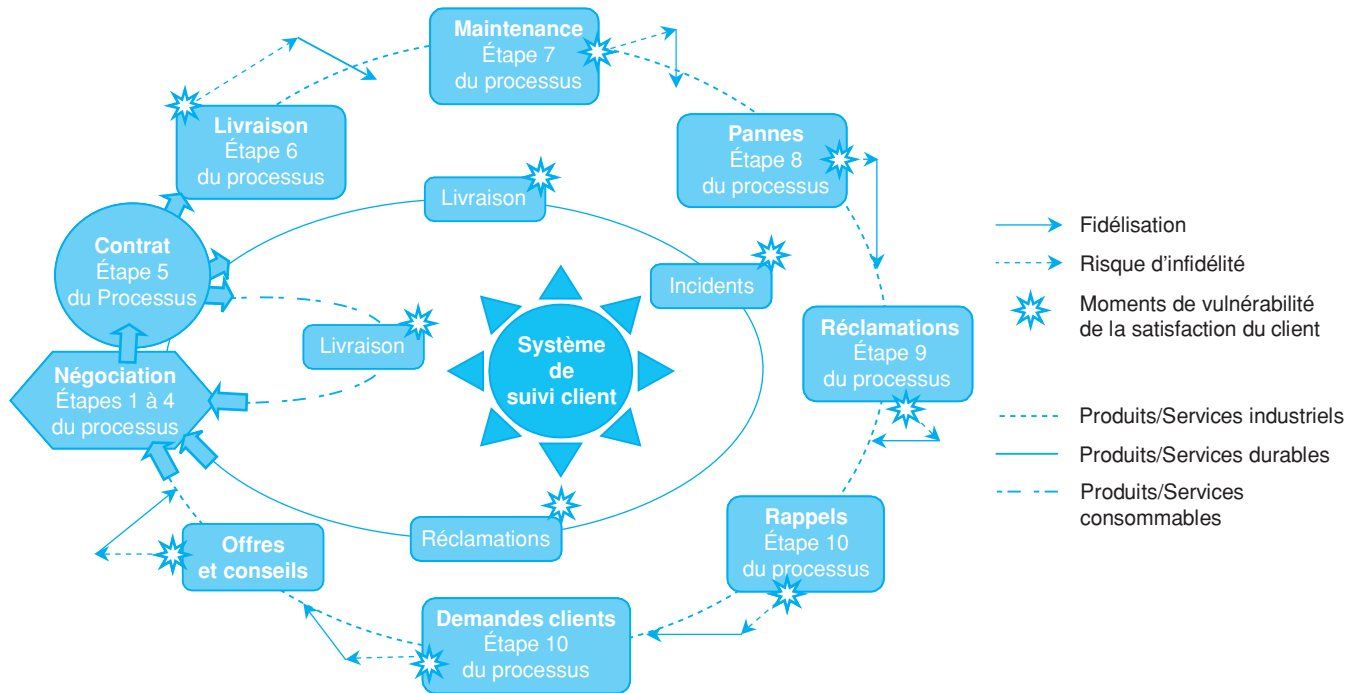 Maintenance
Étape 7
du processus
Livraison
Étape 6
du processus
Pannes
Étape 8
du processus
Livraison
Contrat
Étape 5
du Processus
Incidents
Livraison
Système
de
suivi client
Réclamations
Étape 9
du processus
Négociation
Étapes 1 à 4
du processus
Rappels
Étape 10
du processus
Réclamations
Offres
et conseils
Demandes clients
Étape 10
du processus
Fidélisation
Risque d'infidélité
Moments de vulnérabilité
de la satisfaction du client
Produits/Services industriels
Produits/Services durables
Produits/Services
consommables